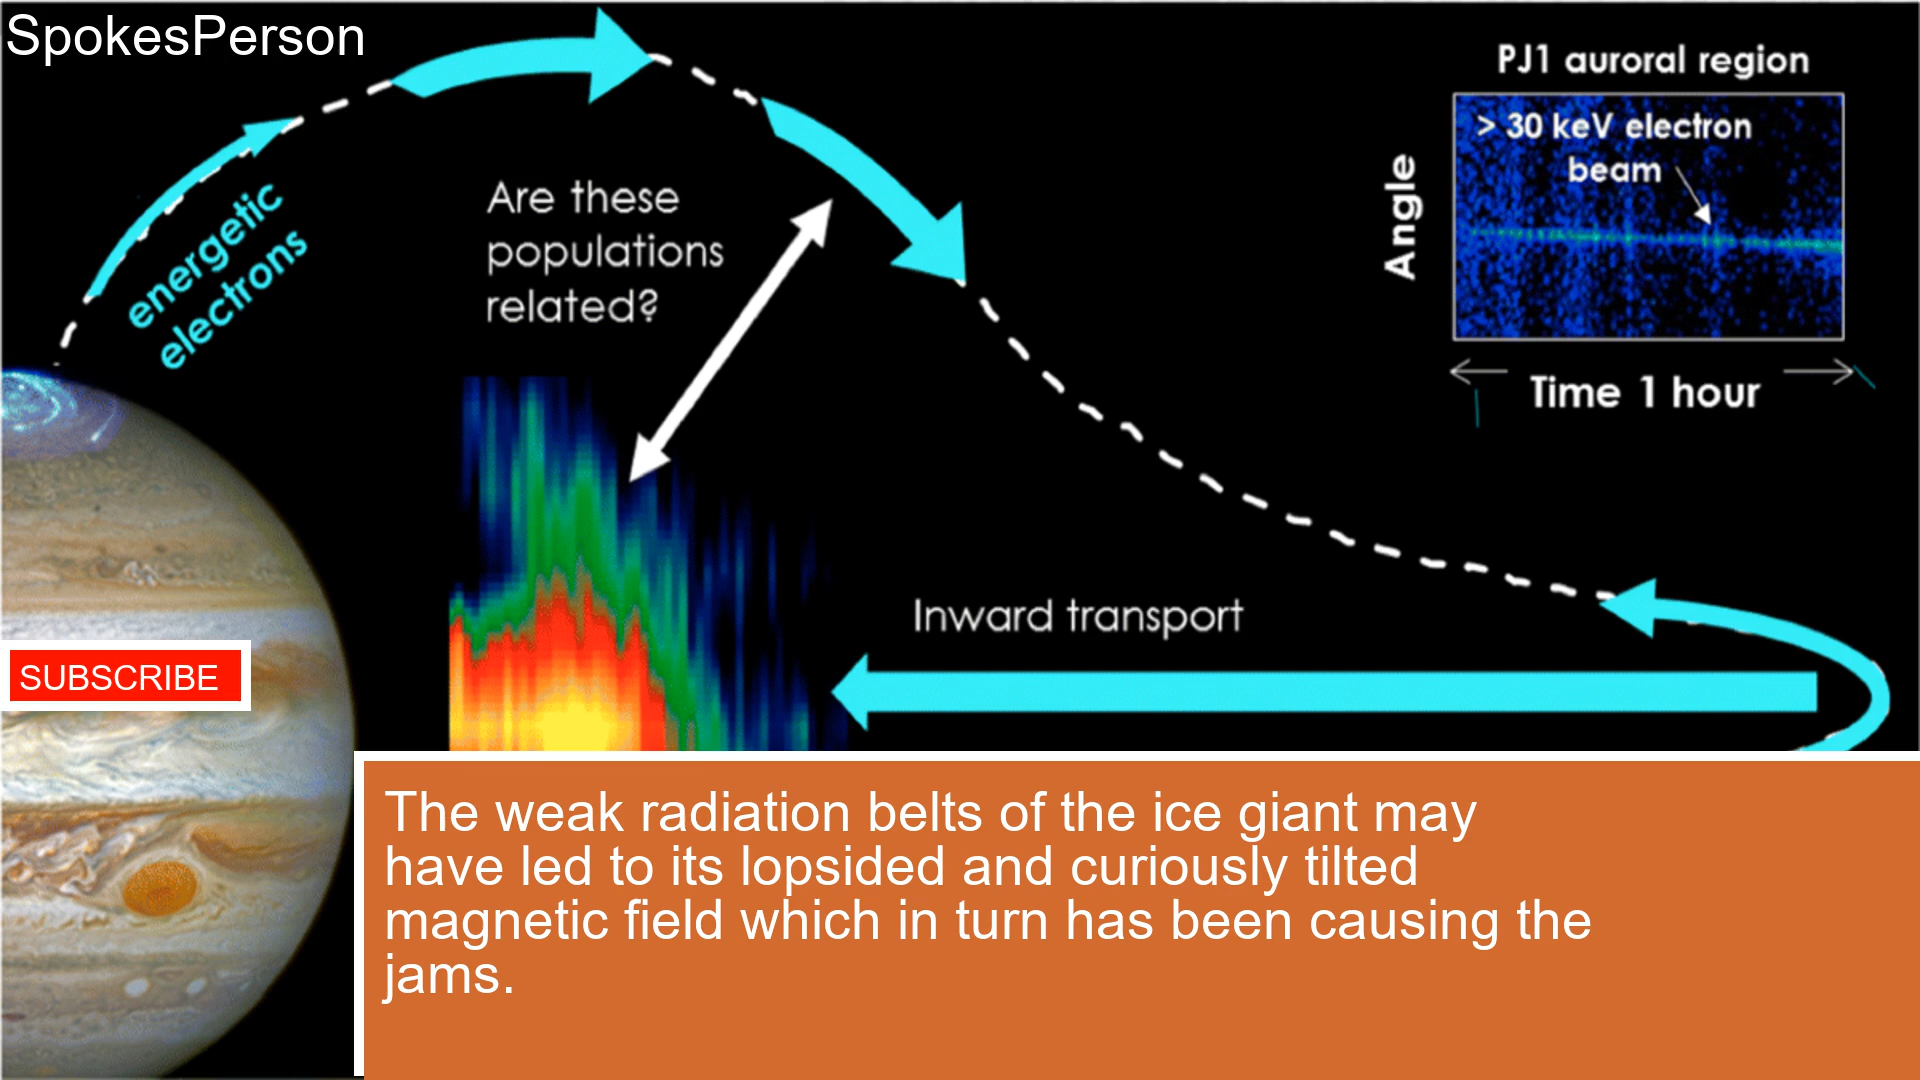 SpokesPerson
PJ1 auroral region
> 30 keV electron
beam
Angle
Time 1 hour
energetic
electrons
Are these
populations
related?
Inward transport
SUBSCRIBE
The weak radiation belts of the ice giant may
have led to its lopsided and curiously tilted
magnetic field which in turn has been causing the
jams.